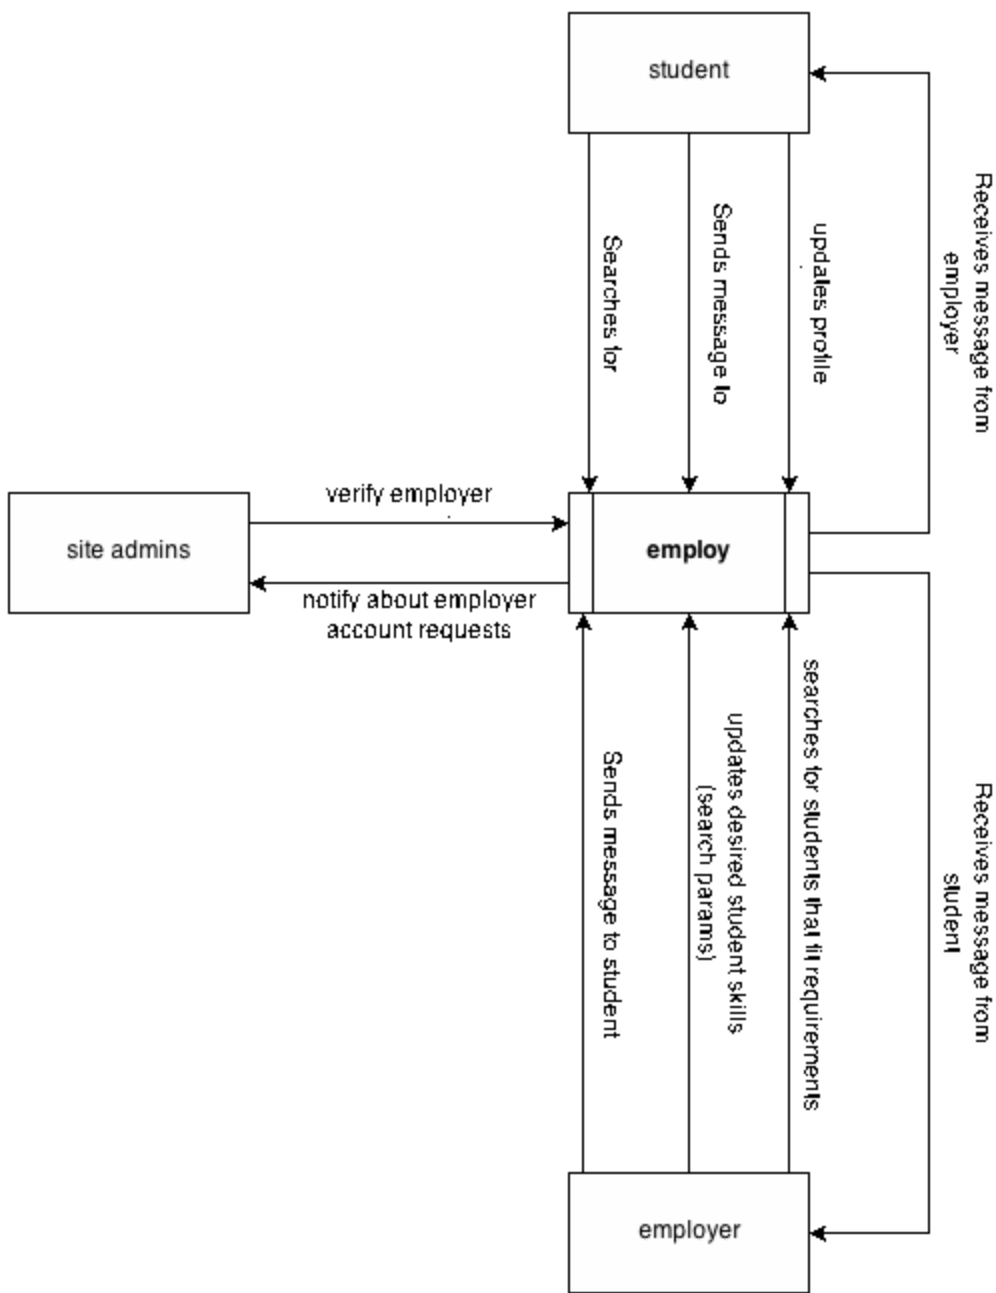 student
Receives message from
employer
updates profile
Sends message to
Searches for
verify employer
site admins
employ
notify about employer
account requests
searches for students that fit requirements
updates desired student skills
(search params)
Sends message to student
Receives message from
student
employer